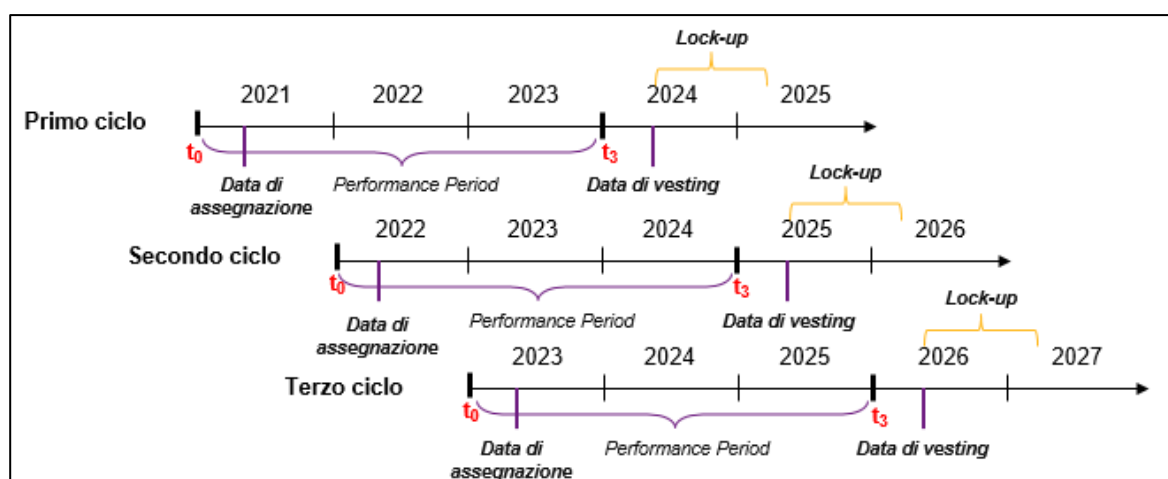 Lock-up
2021 2022 2023 2024 2025
Primo ciclo
t0 t3
Data di assegnazione
Performance Period
Data di vesting
Lock-up
2022 2023 2024 2025 2026
Secondo ciclo
t0 t3
Data di assegnazione
Performance Period
Data di vesting
Lock-up
2023 2024 2025 2026 2027
Terzo ciclo
t0 t3
Data di assegnazione
Performance Period
Data di vesting